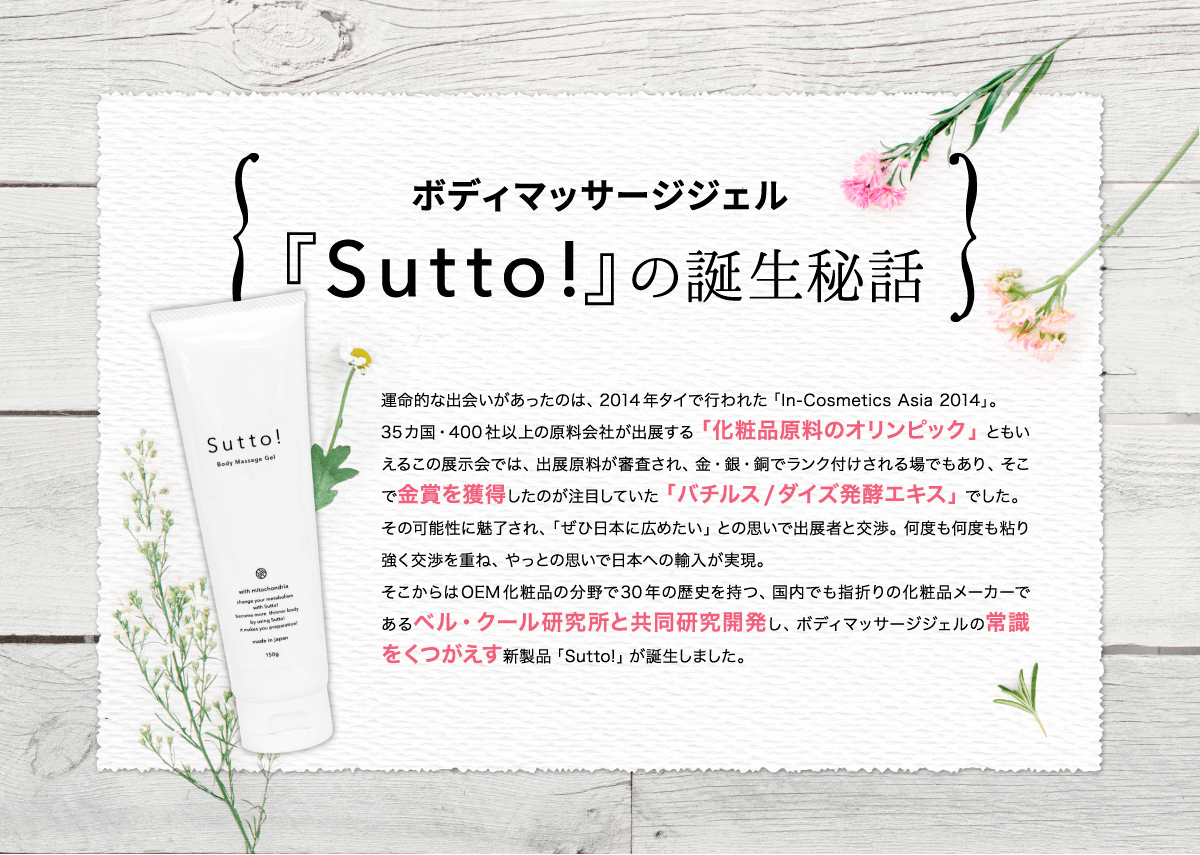 ボディマッサージジェル
『Sutto!』の誕生秘話
運命的な出会いがあったのは、2014年タイで行われた「In-Cosmetics Asia 2014」。
35カ国・400社以上の原料会社が出展する「化粧品原料のオリンピック」ともい
えるこの展示会では、出展原料が審査され、金・銀・銅でランク付けされる場でもあり、そこ
で金賞を獲得したのが注目していた「バチルス/ダイズ発酵エキス」でした。
その可能性に魅了され、「ぜひ日本に広めたい」との思いで出展者と交渉。何度も何度も粘り
強く交渉を重ね、やっとの思いで日本への輸入が実現。
そこからはOEM化粧品の分野で30年の歴史を持つ、国内でも指折りの化粧品メーカーで
あるベル・クール研究所と共同研究開発し、ボディマッサージジェルの常識
をくつがえす新製品「Sutto!」が誕生しました。
Sutto!
Body Massage Gel
with mitochondria
change your metabolism
with Sutto!
become more thinner body
by using Sutto!
it makes you preparation!
made in japan
150g